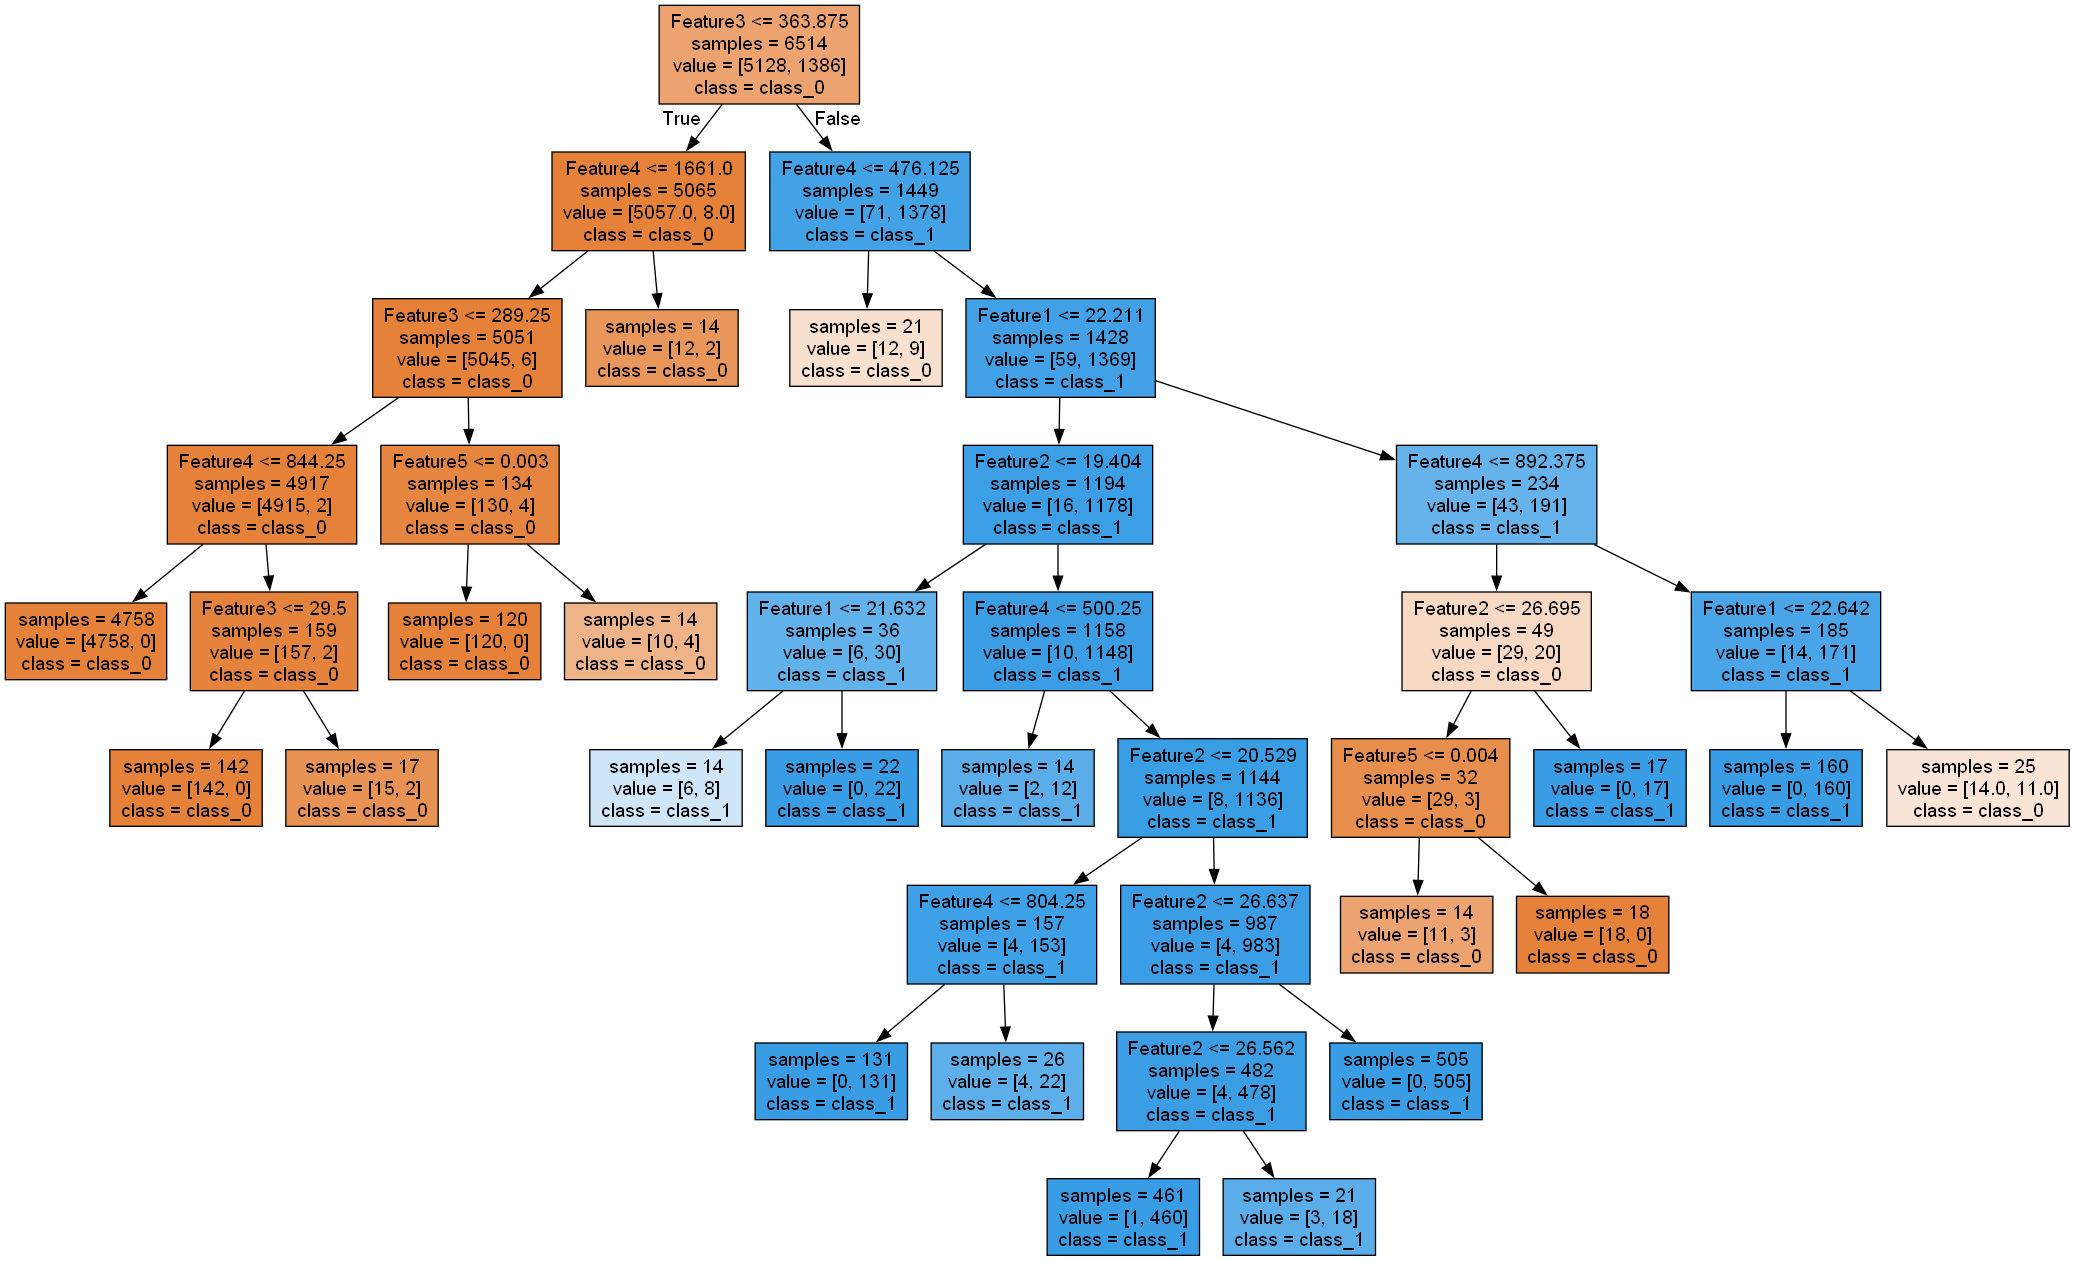 Feature3 <= 363.875
samples = 6514
value = [5128, 1386]
class = class_0
True
False
Feature4 <= 1661.0
samples = 5065
value = [5057.0, 8.0]
class = class_0
Feature4 <= 476.125
samples = 1449
value = [71, 1378]
class = class_1
Feature3 <= 289.25
samples = 5051
value = [5045, 6]
class = class_0
samples = 14
value = [12, 2]
class = class_0
samples = 21
value = [12, 9]
class = class_0
Feature1 <= 22.211
samples = 1428
value = [59, 1369]
class = class_1
Feature4 <= 844.25
samples = 4917
value = [4915, 2]
class = class_0
Feature5 <= 0.003
samples = 134
value = [130, 4]
class = class_0
Feature2 <= 19.404
samples = 1194
value = [16, 1178]
class = class_1
Feature4 <= 892.375
samples = 234
value = [43, 191]
class = class_1
samples = 4758
value = [4758, 0]
class = class_0
Feature3 <= 29.5
samples = 159
value = [157, 2]
class = class_0
samples = 120
value = [120, 0]
class = class_0
samples = 14
value = [10, 4]
class = class_0
Feature1 <= 21.632
samples = 36
value = [6, 30]
class = class_1
Feature4 <= 500.25
samples = 1158
value = [10, 1148]
class = class_1
Feature2 <= 26.695
samples = 49
value = [29, 20]
class = class_0
Feature1 <= 22.642
samples = 185
value = [14, 171]
class = class_1
samples = 142
value = [142, 0]
class = class_0
samples = 17
value = [15, 2]
class = class_0
samples = 14
value = [6, 8]
class = class_1
samples = 22
value = [0, 22]
class = class_1
samples = 14
value = [2, 12]
class = class_1
Feature2 <= 20.529
samples = 1144
value = [8, 1136]
class = class_1
Feature5 <= 0.004
samples = 32
value = [29, 3]
class = class_0
samples = 17
value = [0, 17]
class = class_1
samples = 160
value = [0, 160]
class = class_1
samples = 25
value = [14.0, 11.0]
class = class_0
Feature4 <= 804.25
samples = 157
value = [4, 153]
class = class_1
Feature2 <= 26.637
samples = 987
value = [4, 983]
class = class_1
samples = 14
value = [11, 3]
class = class_0
samples = 18
value = [18, 0]
class = class_0
samples = 131
value = [0, 131]
class = class_1
samples = 26
value = [4, 22]
class = class_1
Feature2 <= 26.562
samples = 482
value = [4, 478]
class = class_1
samples = 505
value = [0, 505]
class = class_1
samples = 461
value = [1, 460]
class = class_1
samples = 21
value = [3, 18]
class = class_1